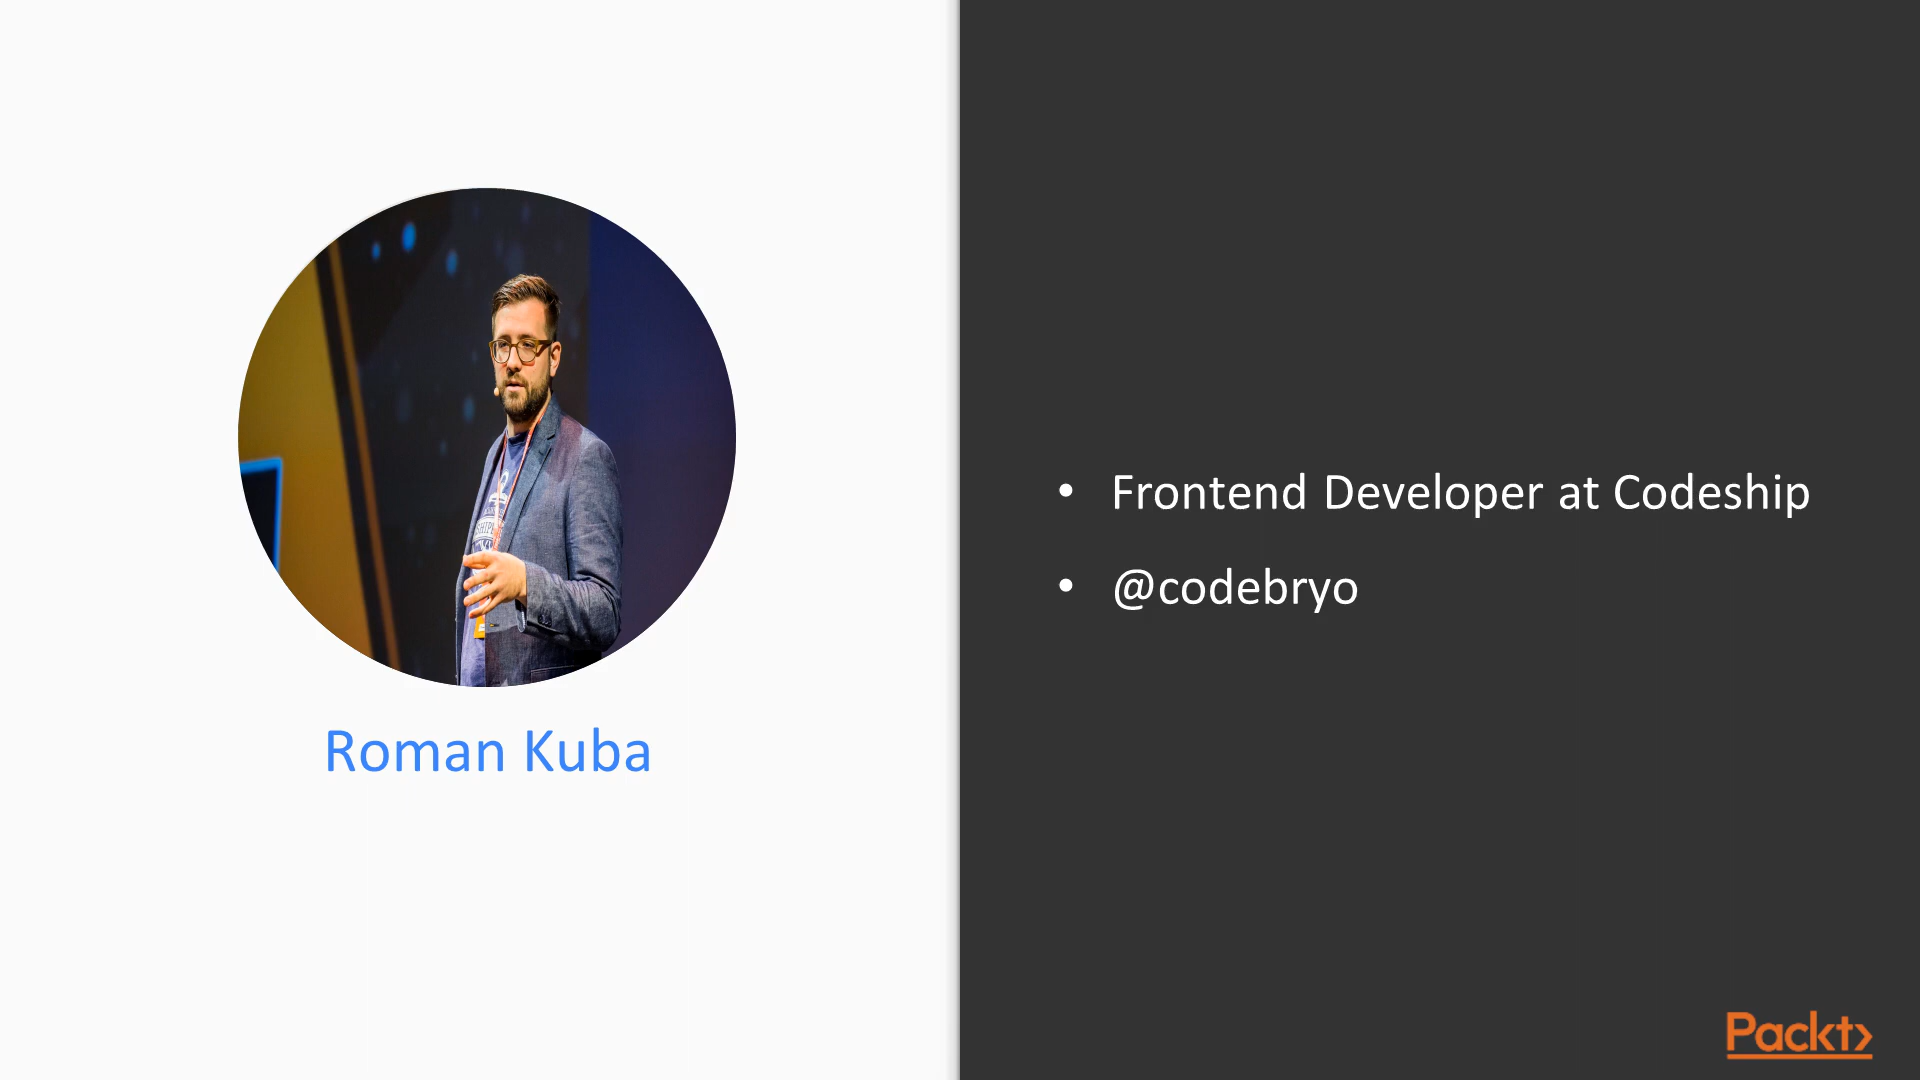 Roman Kuba
• Frontend Developer at Codeship
• @codebryo
Packt>